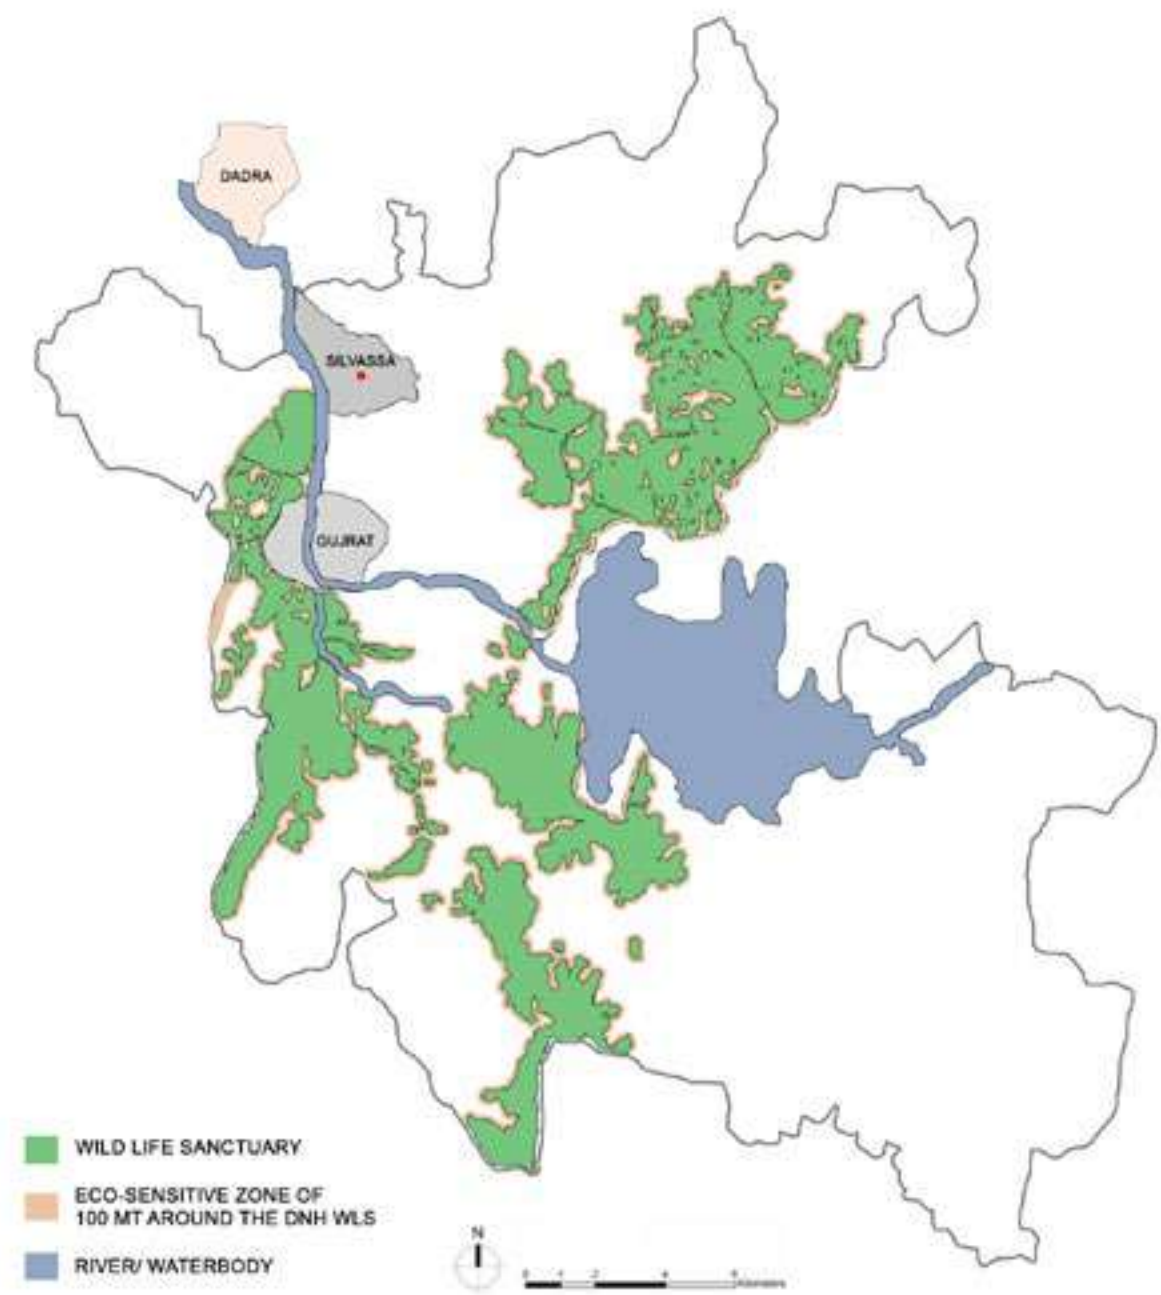 DADRA
SILVASSA
GUJRAT
WILD LIFE SANCTUARY
ECO-SENSITIVE ZONE OF
100 MT AROUND THE DNH WLS
RIVER/ WATERBODY
N